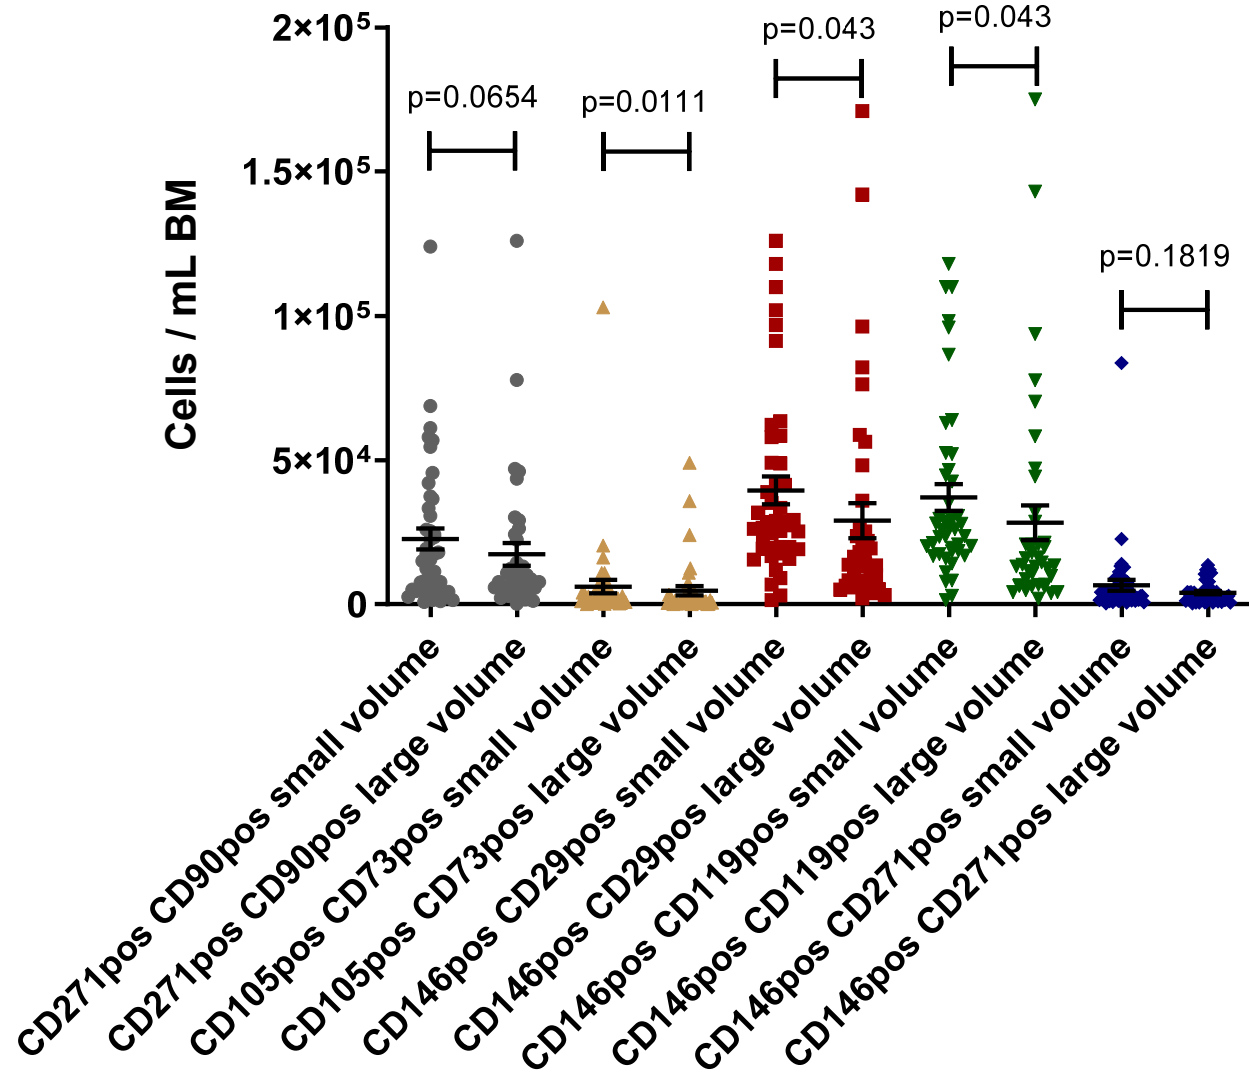 Cells / mL BM
2×10⁵
1.5×10⁵
1×10⁵
5×10⁴
0
p=0.0654
p=0.0111
p=0.043
p=0.043
p=0.1819
CD271pos CD90pos small volume
CD271pos CD90pos large volume
CD105pos CD73pos small volume
CD105pos CD73pos large volume
CD146pos CD29pos small volume
CD146pos CD29pos large volume
CD146pos CD119pos small volume
CD146pos CD119pos large volume
CD146pos CD271pos small volume
CD146pos CD271pos large volume